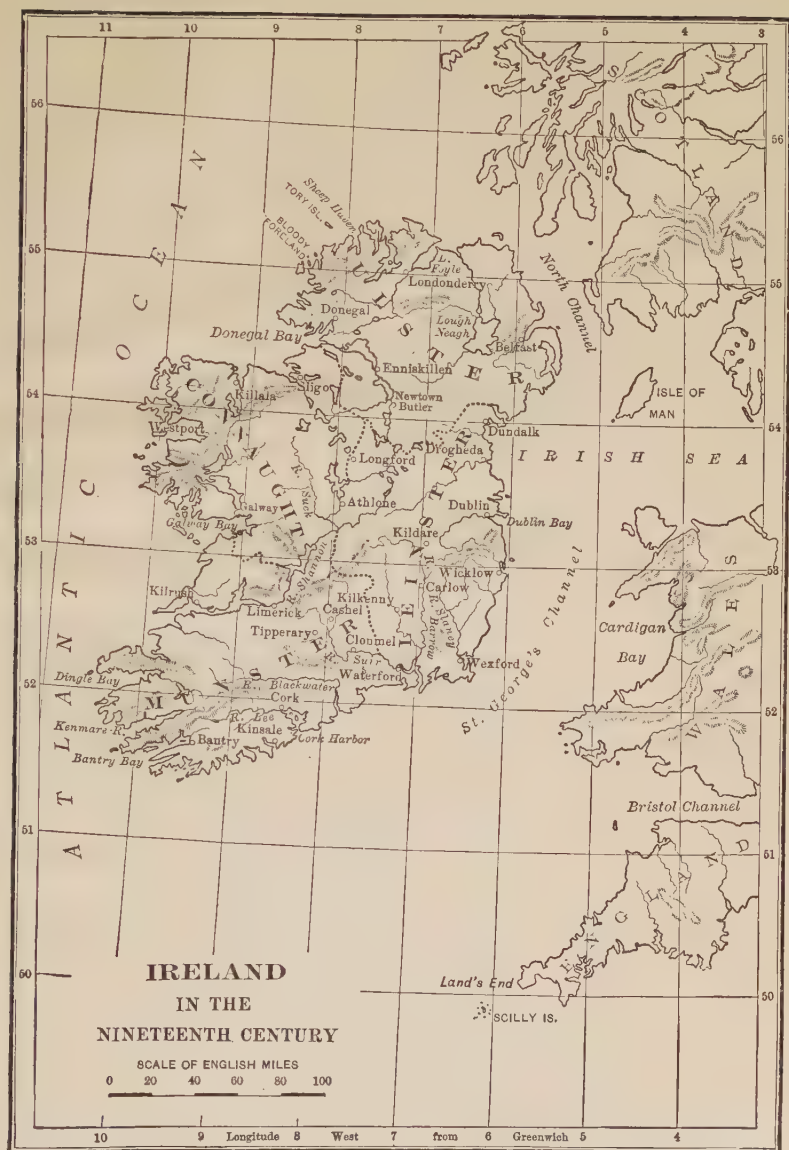 11 10 9 8 7 6 5 4 3
56
56
SCOTLAND
ATLANTIC OCEAN
Sheep Haven
TORY ISL.
BLOODY
FORELAND
55
55
ULSTER
L.
Foyle
Londonderry
North Channel
Donegal
Lough
Neagh
Donegal Bay
Belfast
Enniskillen
Sligo
Killala
CONNAUGHT
Newtown
Butler
ISLE OF
MAN
54
54
Westport
Dundalk
Drogheda
IRISH SEA
Longford
R. Suck
LEINSTER
Athlone
Galway
Dublin
Galway Bay
Dublin Bay
Kildare
53
53
R. Shannon
Wicklow
Carlow
Kilrush
Kilkenny
Limerick
Cashel
R. Slaney
R. Barrow
St. George's Channel
Cardigan
Bay
WALES
Tipperary
Clonmel
MUNSTER
Suir
Wexford
Waterford
Dingle Bay
52
52
R. Blackwater
Cork
R. Lee
Kenmare R.
Kinsale
Bantry
Cork Harbor
Bantry Bay
Bristol Channel
51
51
ENGLAND
50
50
Land's End
SCILLY IS.
IRELAND
IN THE
NINETEENTH CENTURY
SCALE OF ENGLISH MILES
0 20 40 60 80 100
10 9 Longitude 8 West 7 from 6 Greenwich 5 4